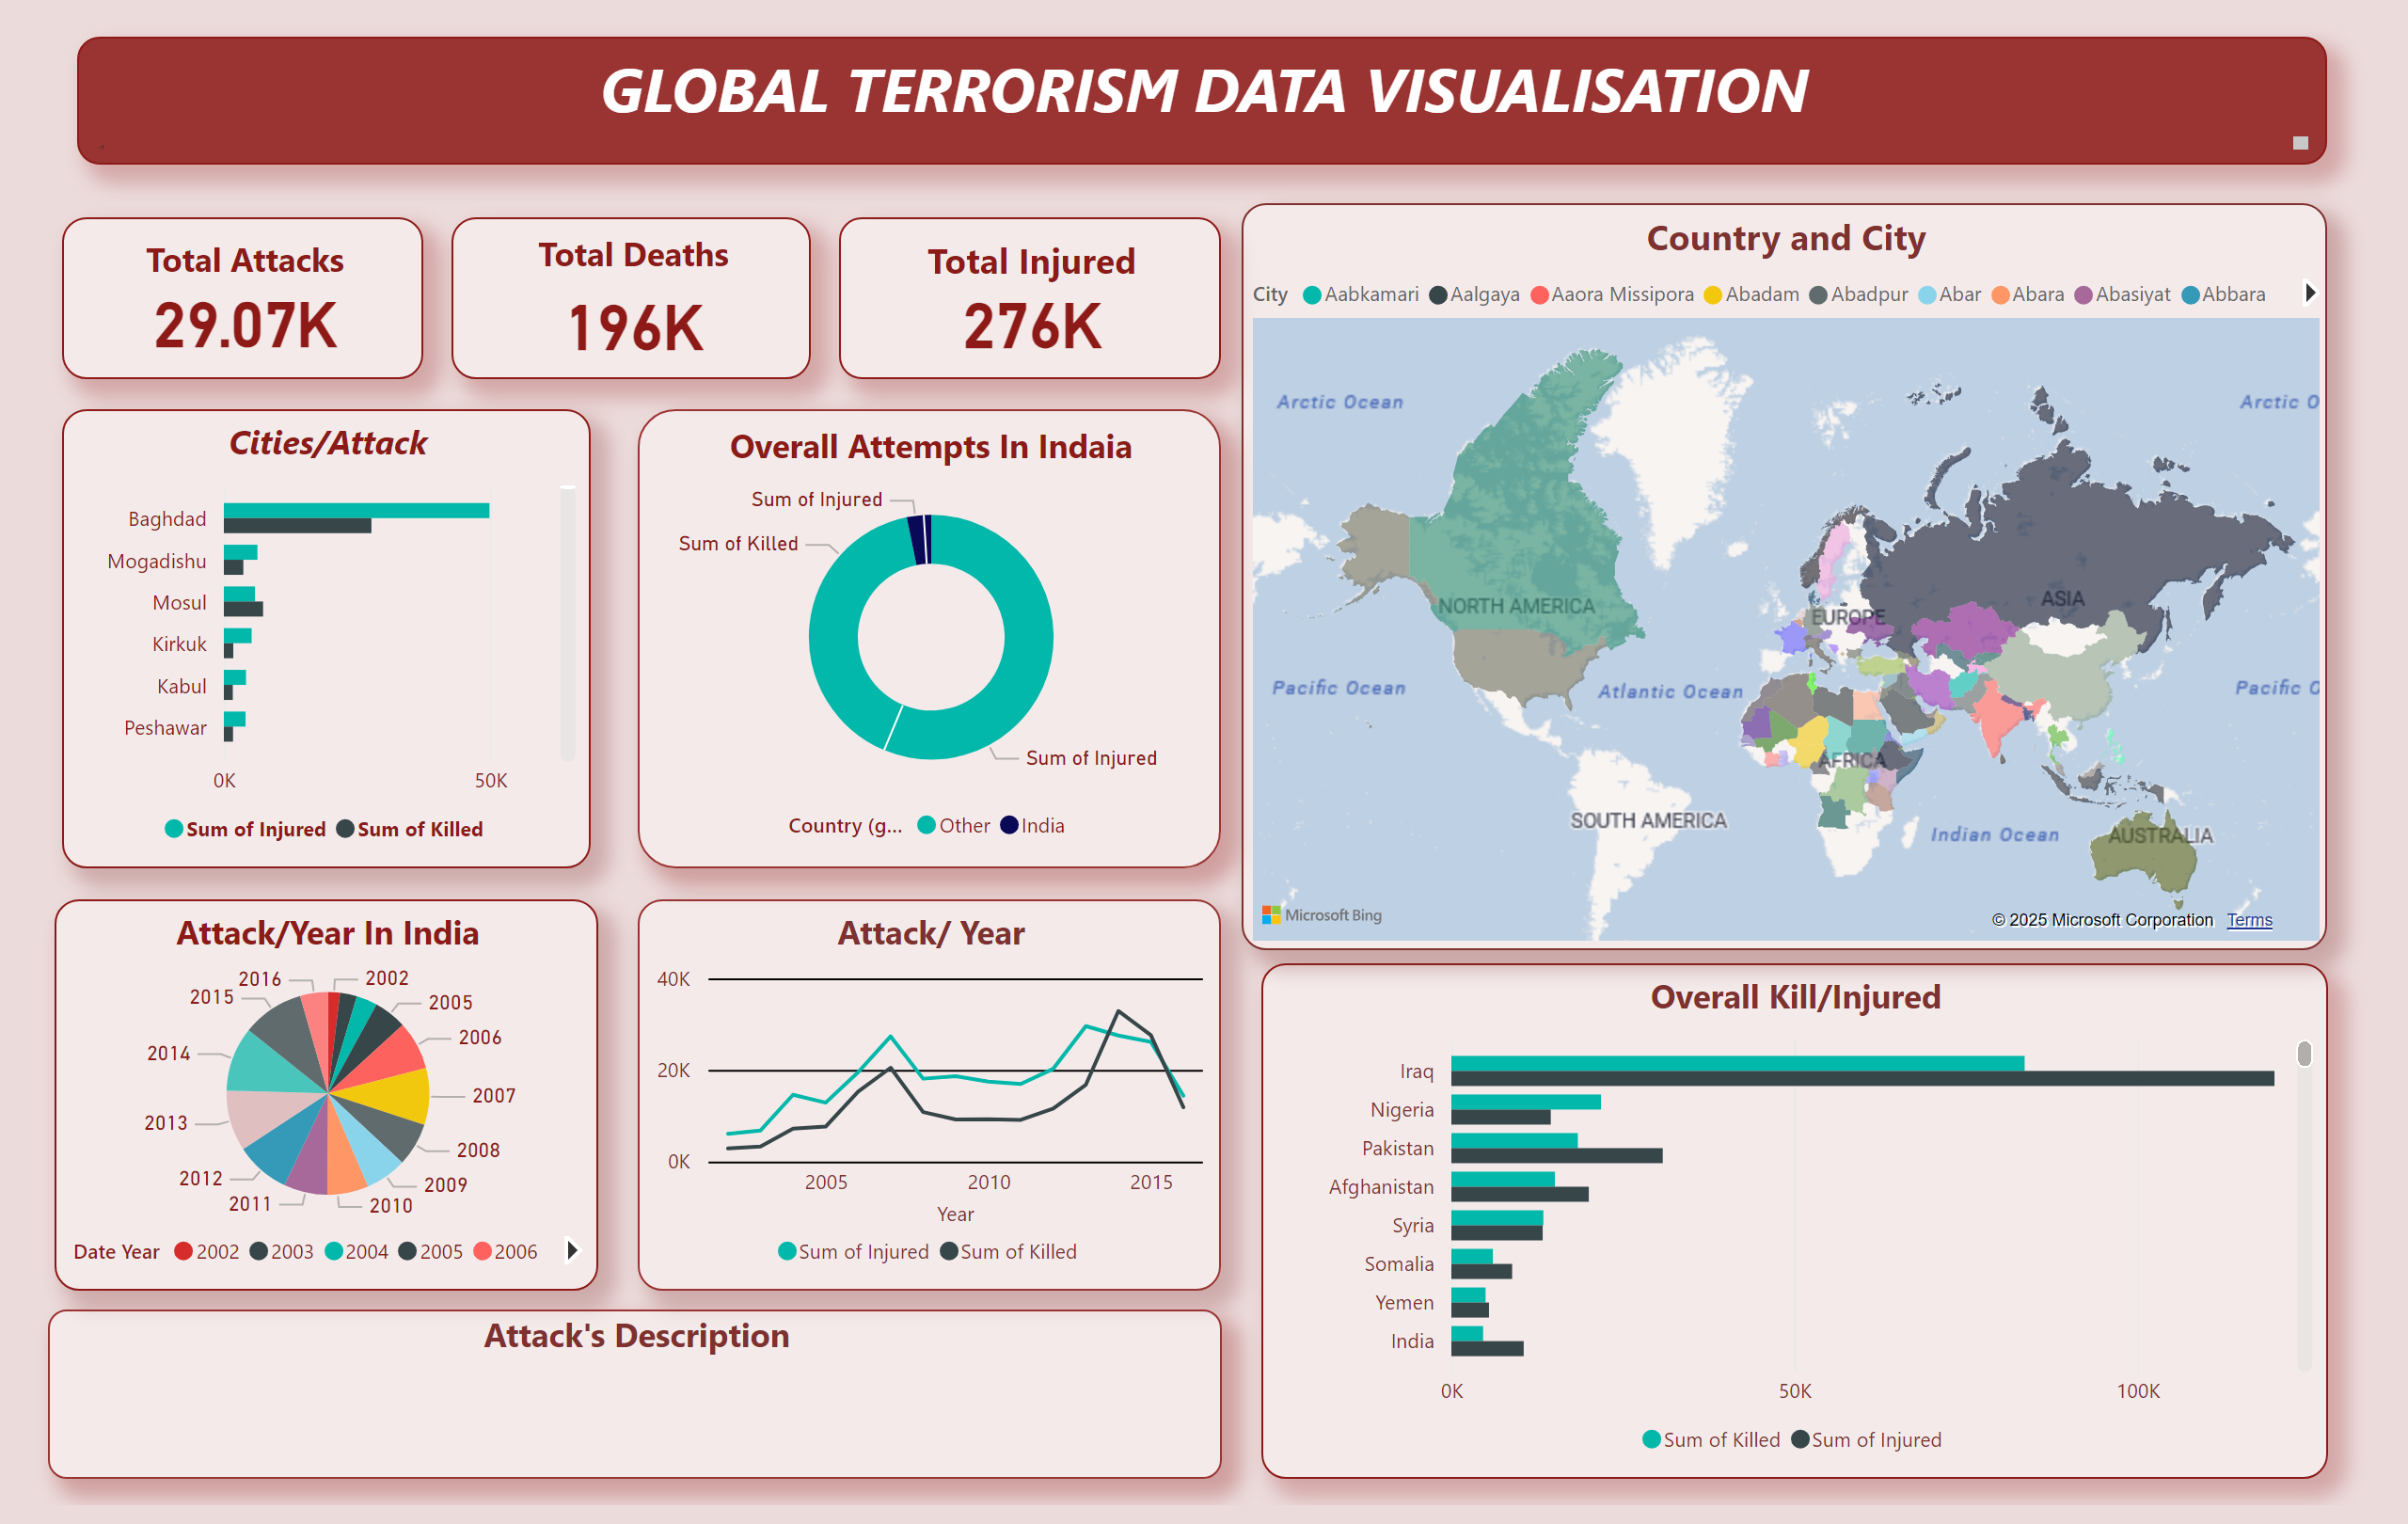 GLOBAL TERRORISM DATA VISUALISATION
Total Attacks
29.07K
Total Deaths
196K
Total Injured
276K
Country and City
City Aabkamari Aalgaya Aaora Missipora Abadam Abadpur Abar Abara Abasiyat Abbara
Arctic Ocean
Arctic O
NORTH AMERICA
EUROPE
ASIA
Pacific Ocean
Atlantic Ocean
Pacific O
AFRICA
SOUTH AMERICA
Indian Ocean
AUSTRALIA
Microsoft Bing
© 2025 Microsoft Corporation Terms
Cities/Attack
Baghdad
Mogadishu
Mosul
Kirkuk
Kabul
Peshawar
0K 50K
Sum of Injured Sum of Killed
Overall Attempts In Indaia
Sum of Injured
Sum of Killed
Sum of Injured
Country (g... Other India
Attack/Year In India
2016 2002
2015 2005
2006
2014
2007
2013
2008
2012 2009
2011 2010
Date Year 2002 2003 2004 2005 2006
Attack/ Year
40K
20K
0K
2005 2010 2015
Year
Sum of Injured Sum of Killed
Overall Kill/Injured
Iraq
Nigeria
Pakistan
Afghanistan
Syria
Somalia
Yemen
India
0K 50K 100K
Sum of Killed Sum of Injured
Attack's Description